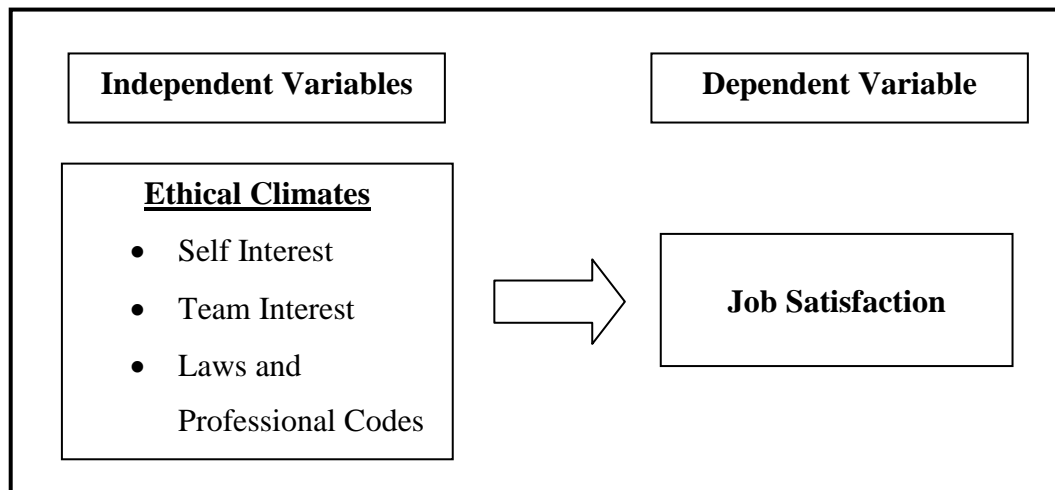 Independent Variables
Dependent Variable
Ethical Climates
• Self Interest
• Team Interest
• Laws and
Professional Codes
Job Satisfaction